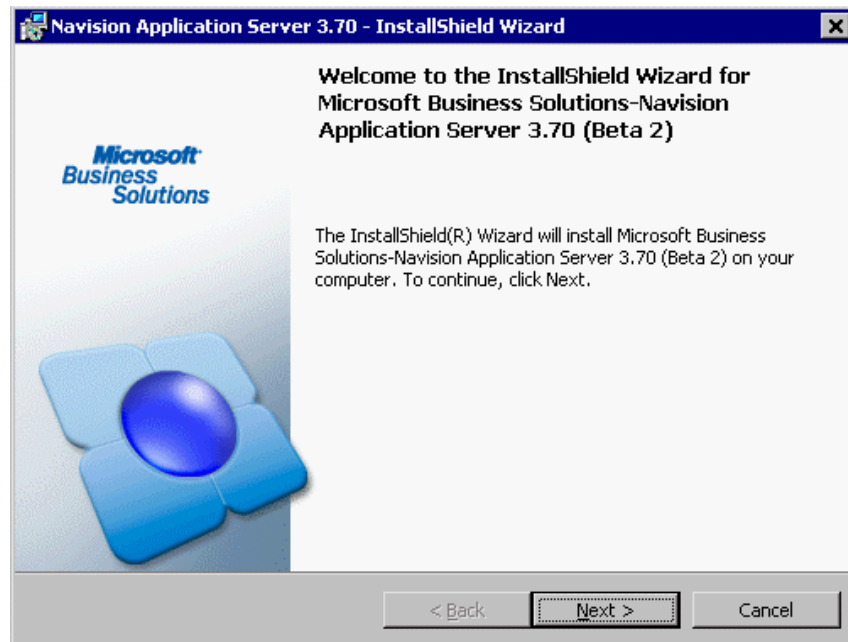 Navision Application Server 3.70 - InstallShield Wizard
Welcome to the InstallShield Wizard for
Microsoft Business Solutions-Navision
Application Server 3.70 (Beta 2)
Microsoft
Business
Solutions
The InstallShield(R) Wizard will install Microsoft Business
Solutions-Navision Application Server 3.70 (Beta 2) on your
computer. To continue, click Next.
< Back
Next >
Cancel